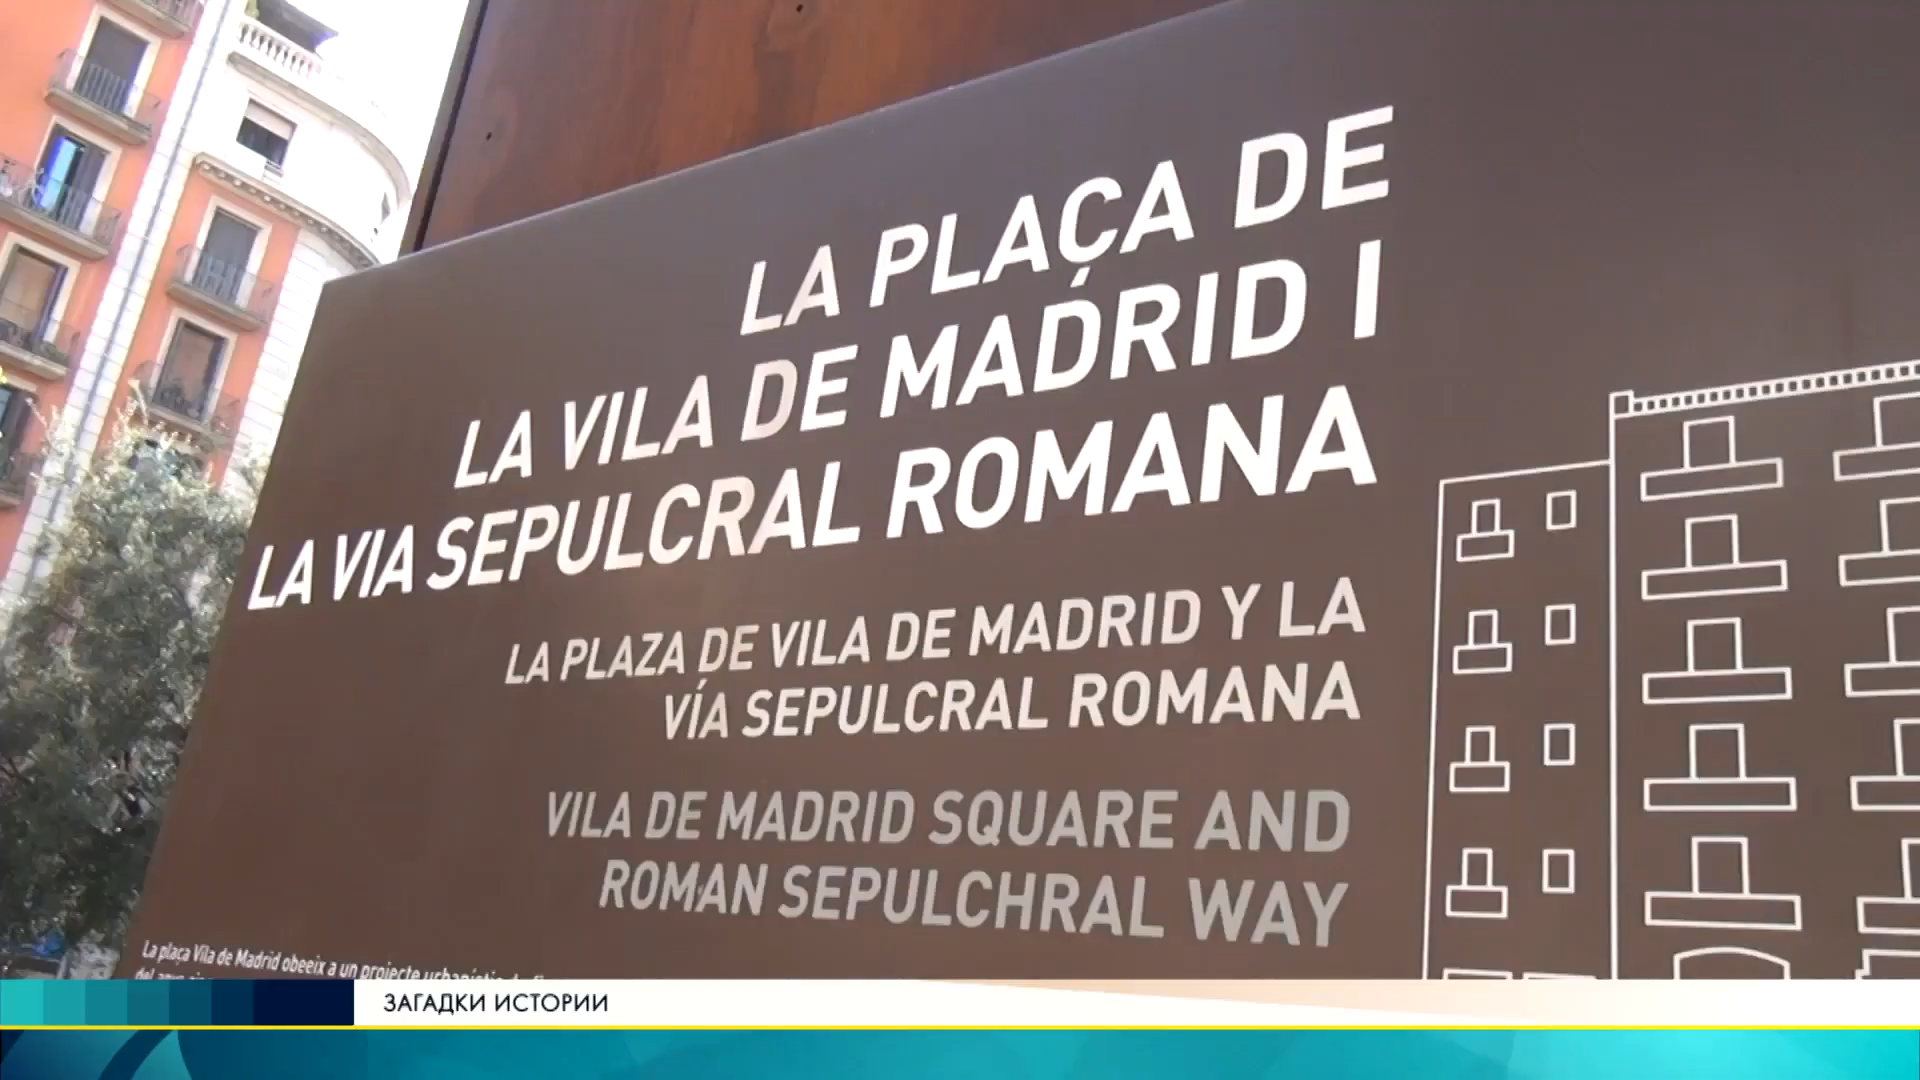 LA PLAÇA DE
LA VILA DE MADRID I
LA VIA SEPULCRAL ROMANA
LA PLAZA DE VILA DE MADRID Y LA
VÍA SEPULCRAL ROMANA
VILA DE MADRID SQUARE AND
ROMAN SEPULCHRAL WAY
La plaça Vila de Madrid obeeix a un projecte
ЗАГАДКИ ИСТОРИИ